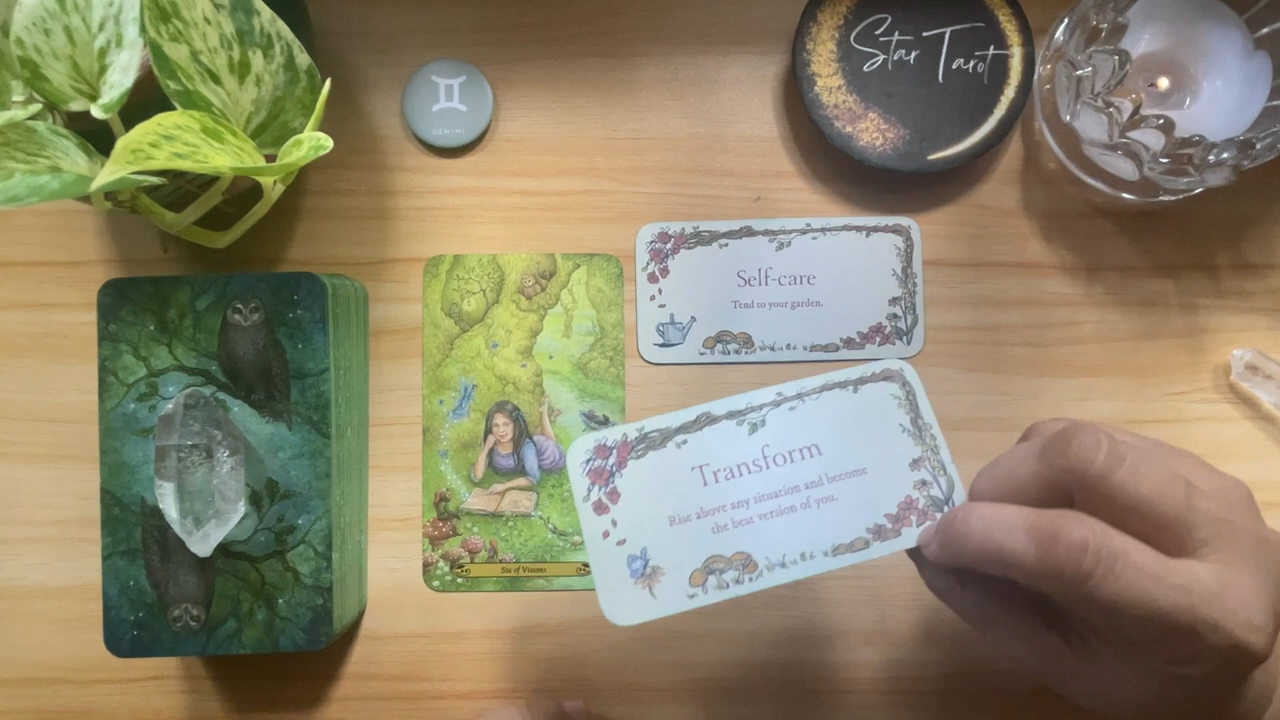 GEMINI
Star Tarot
Self-care
Tend to your garden.
Transform
Rise above any situation and become
the best version of you.
Six of Visions